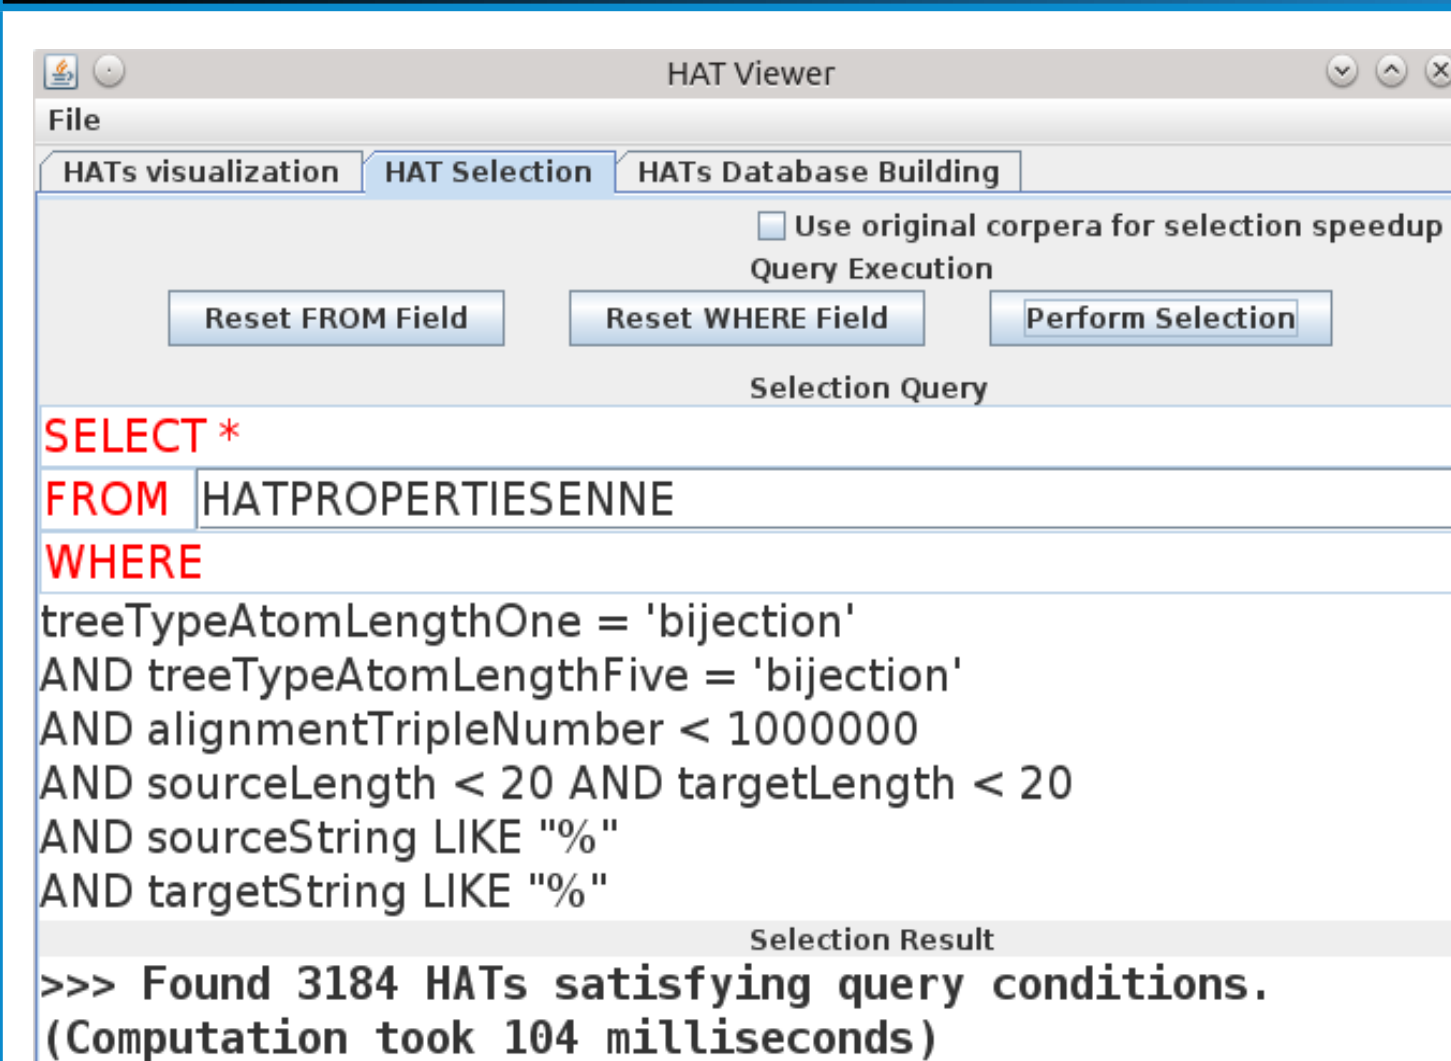 HAT Viewer
File
HATs visualization HAT Selection HATs Database Building
Use original corpera for selection speedup
Query Execution
Reset FROM Field Reset WHERE Field Perform Selection
Selection Query
SELECT *
FROM HATPROPERTIESENNE
WHERE
treeTypeAtomLengthOne = 'bijection'
AND treeTypeAtomLengthFive = 'bijection'
AND alignmentTripleNumber < 1000000
AND sourceLength < 20 AND targetLength < 20
AND sourceString LIKE "%"
AND targetString LIKE "%"
Selection Result
>>> Found 3184 HATs satisfying query conditions.
(Computation took 104 milliseconds)